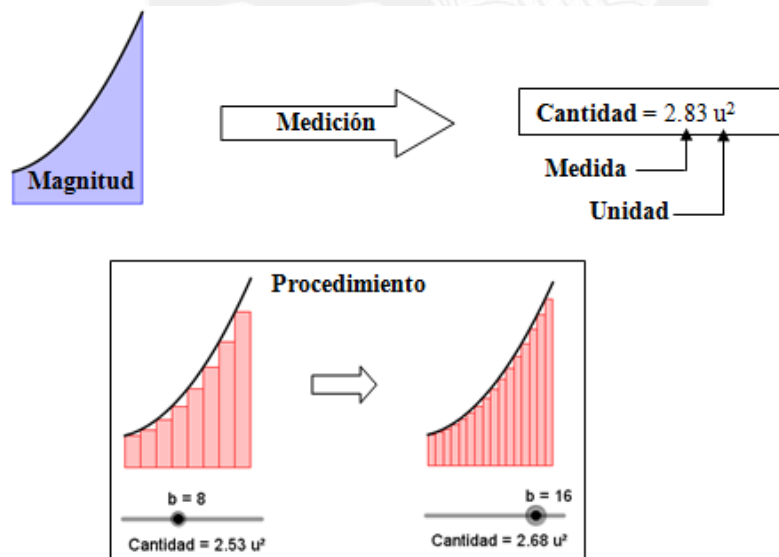 Magnitud
Medición
Cantidad = 2.83 u²
Medida
Unidad
Procedimiento
b = 8
Cantidad = 2.53 u²
b = 16
Cantidad = 2.68 u²